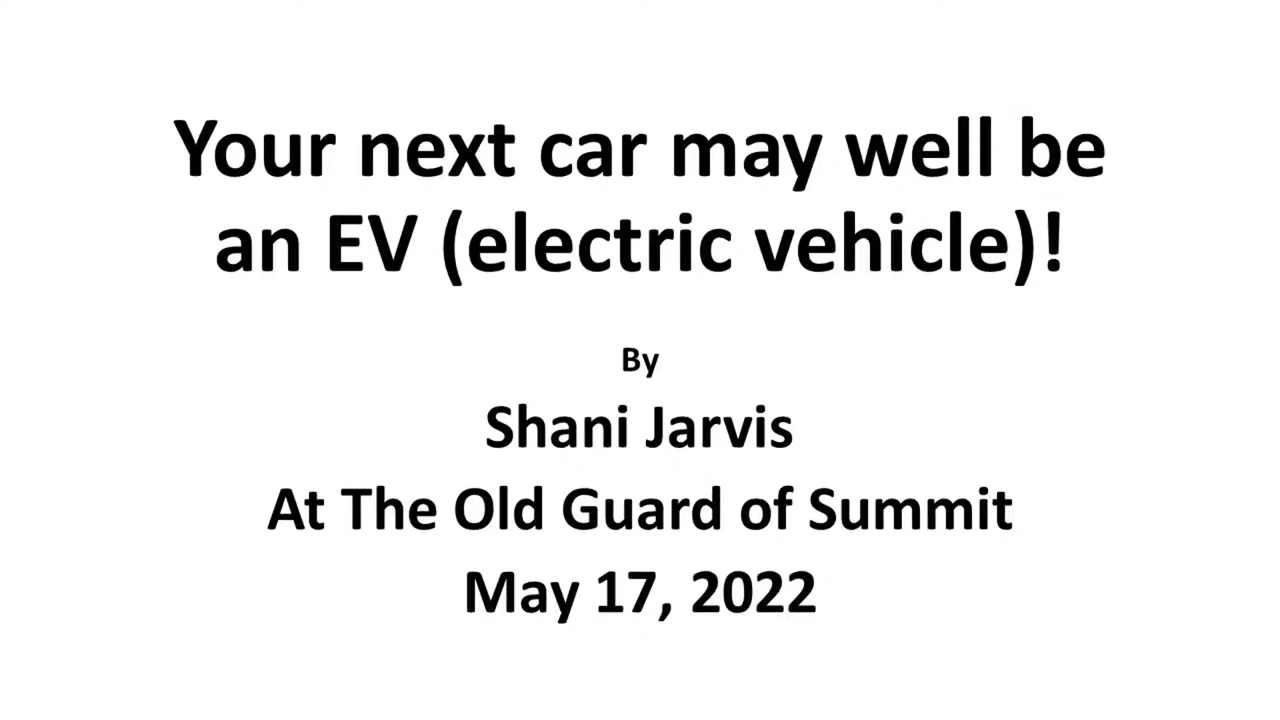 Your next car may well be
an EV (electric vehicle)!
By
Shani Jarvis
At The Old Guard of Summit
May 17, 2022